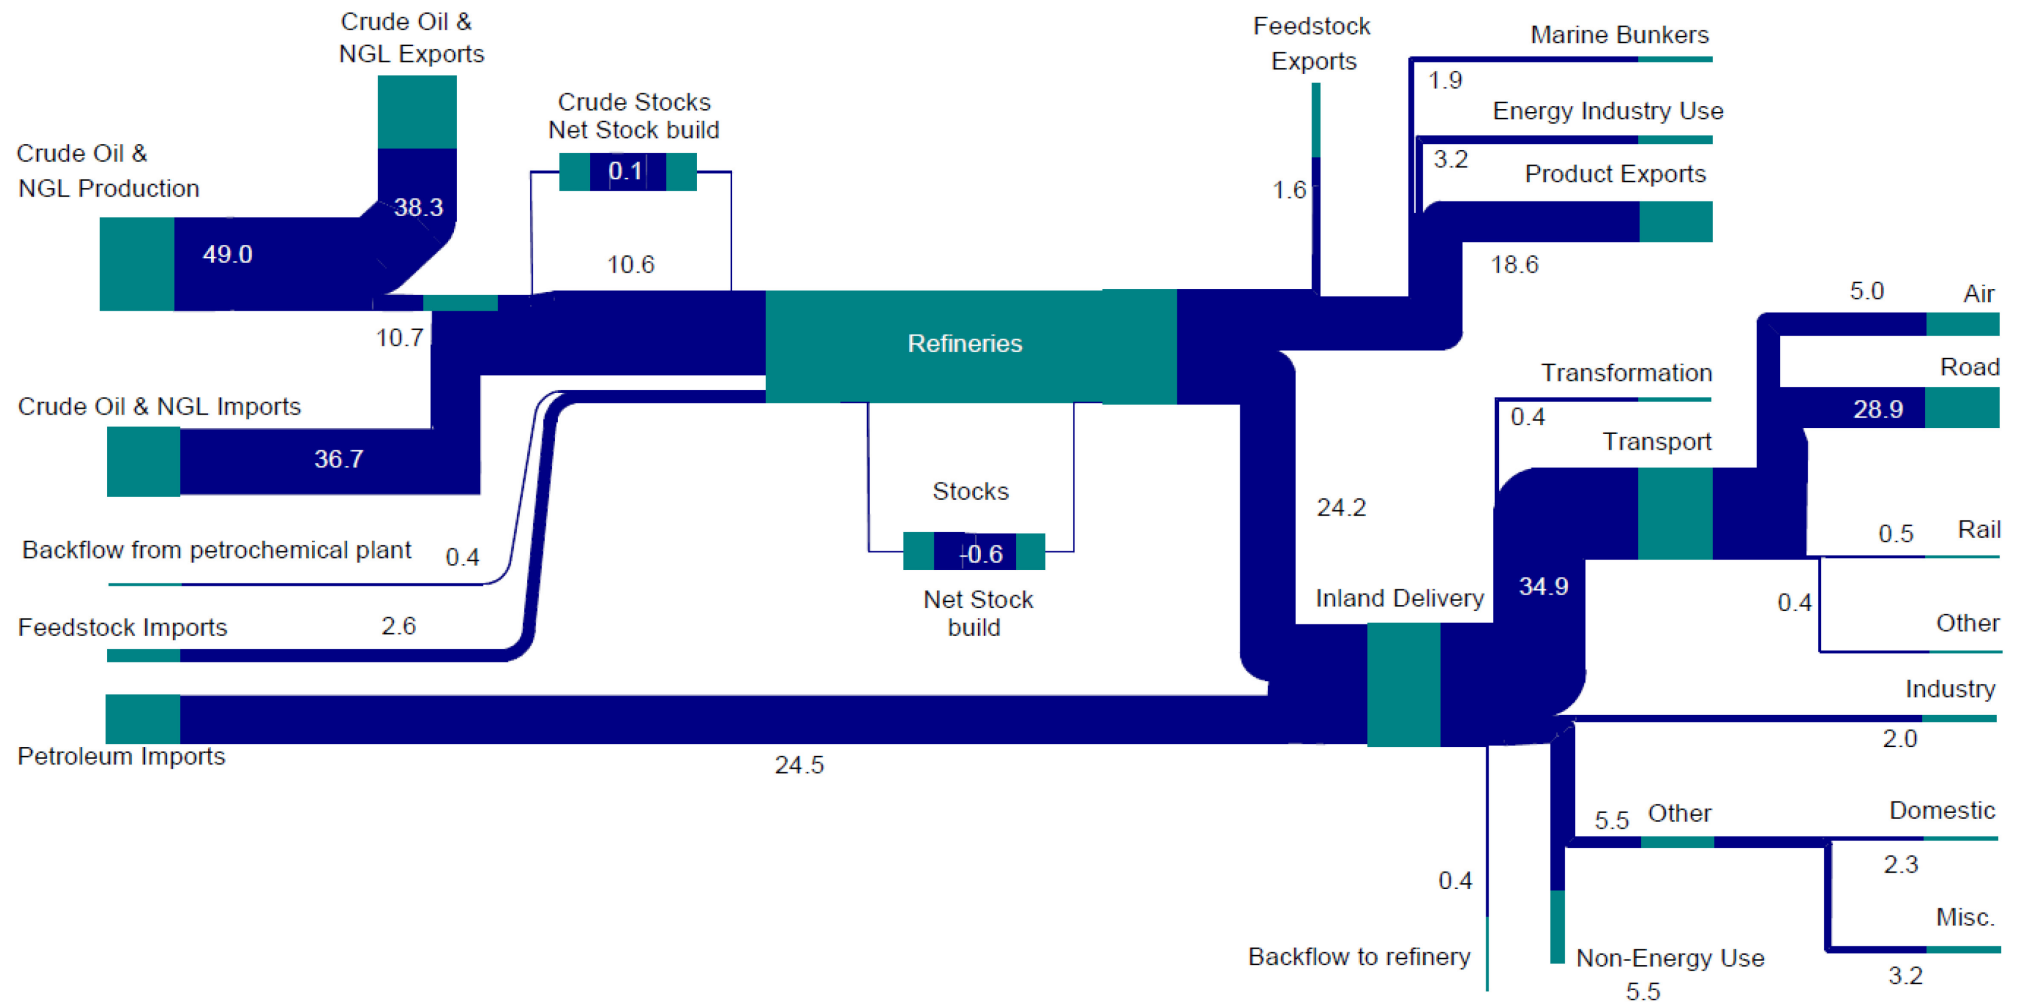 Crude Oil &
NGL Exports
38.3
Crude Oil &
NGL Production
49.0
10.7
Crude Stocks
Net Stock build
0.1
10.6
Crude Oil & NGL Imports
36.7
Backflow from petrochemical plant
0.4
Feedstock Imports
2.6
Petroleum Imports
24.5
Refineries
Stocks
-0.6
Net Stock
build
Feedstock
Exports
1.6
Marine Bunkers
1.9
Energy Industry Use
3.2
Product Exports
18.6
24.2
Inland Delivery
Transformation
0.4
Transport
34.9
5.0
Air
Road
28.9
0.5
Rail
0.4
Other
Industry
2.0
5.5
Other
Domestic
2.3
Misc.
3.2
0.4
Backflow to refinery
Non-Energy Use
5.5